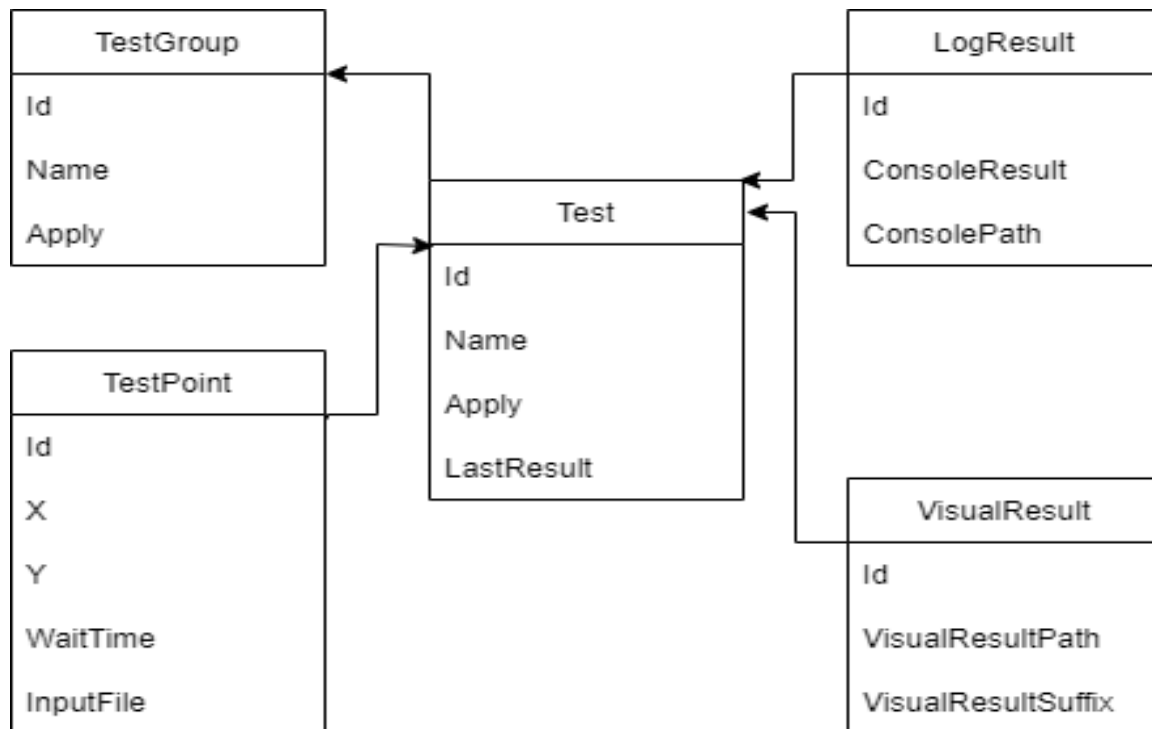 TestGroup
Id
Name
Apply
TestPoint
Id
X
Y
WaitTime
InputFile
Test
Id
Name
Apply
LastResult
LogResult
Id
ConsoleResult
ConsolePath
VisualResult
Id
VisualResultPath
VisualResultSuffix